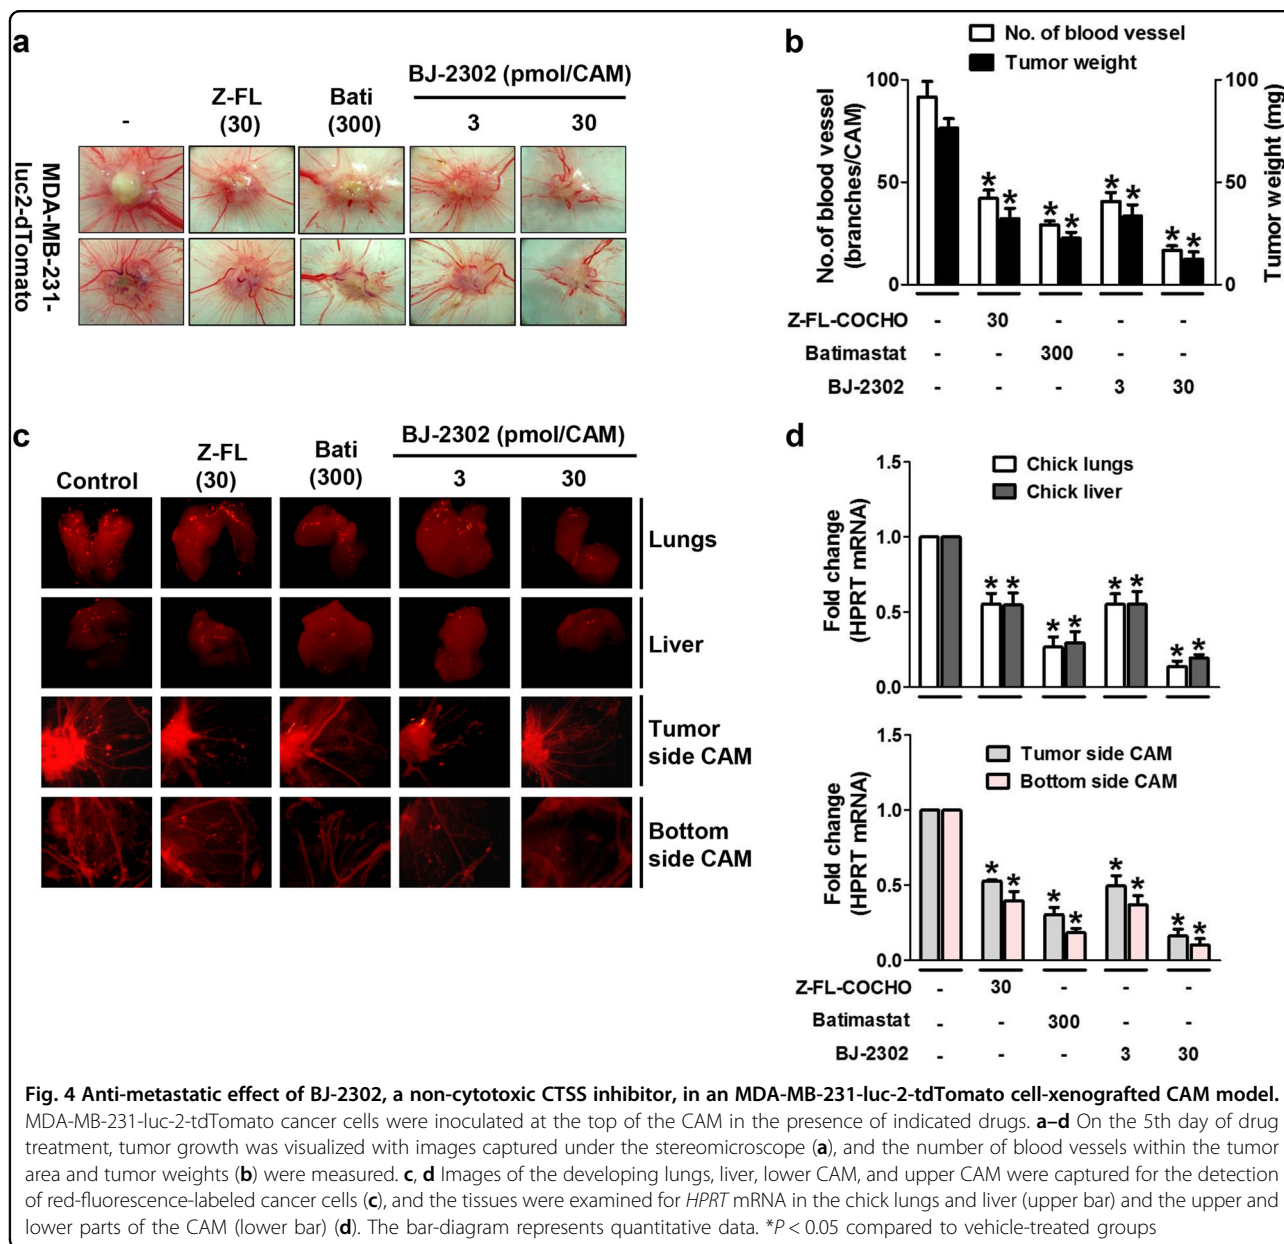 a
BJ-2302 (pmol/CAM)
Z-FL Bati
- (30) (300) 3 30
MDA-MB-231-
luc2-dTomato
b
No. of blood vessel
Tumor weight
100 100
50 50
0 0
No.of blood vessel
(branches/CAM)
Tumor weight (mg)
* * * * * * * *
Z-FL-COCHO - 30 - - -
Batimastat - - 300 - -
BJ-2302 - - - 3 30
c
BJ-2302 (pmol/CAM)
Z-FL Bati
Control (30) (300) 3 30
Lungs
Liver
Tumor
side CAM
Bottom
side CAM
d
1.5
1.0
0.5
0.0
Fold change
(HPRT mRNA)
Chick lungs
Chick liver
* * * * * * * *
1.5
1.0
0.5
0.0
Fold change
(HPRT mRNA)
Tumor side CAM
Bottom side CAM
* * * * * * * *
Z-FL-COCHO - 30 - - -
Batimastat - - 300 - -
BJ-2302 - - - 3 30
Fig. 4 Anti-metastatic effect of BJ-2302, a non-cytotoxic CTSS inhibitor, in an MDA-MB-231-luc-2-tdTomato cell-xenografted CAM model.
MDA-MB-231-luc-2-tdTomato cancer cells were inoculated at the top of the CAM in the presence of indicated drugs. a–d On the 5th day of drug
treatment, tumor growth was visualized with images captured under the stereomicroscope (a), and the number of blood vessels within the tumor
area and tumor weights (b) were measured. c, d Images of the developing lungs, liver, lower CAM, and upper CAM were captured for the detection
of red-fluorescence-labeled cancer cells (c), and the tissues were examined for HPRT mRNA in the chick lungs and liver (upper bar) and the upper and
lower parts of the CAM (lower bar) (d). The bar-diagram represents quantitative data. *P < 0.05 compared to vehicle-treated groups